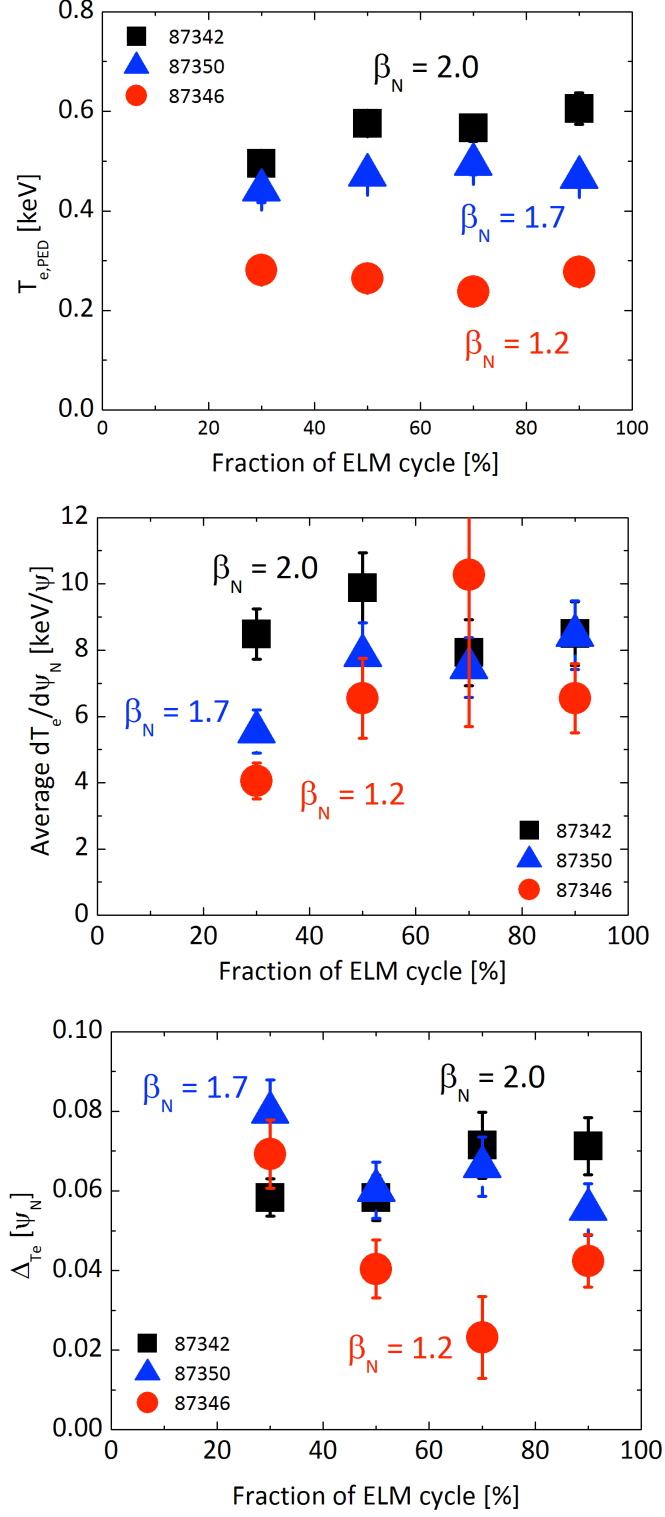 0.8
87342
87350
87346
β_N = 2.0
0.6
T_e,PED [keV]
0.4
β_N = 1.7
0.2
β_N = 1.2
0.0
0 20 40 60 80 100
Fraction of ELM cycle [%]
12
10
β_N = 2.0
Average dT_e/dψ_N [keV/ψ]
8
β_N = 1.7
6
4
β_N = 1.2
87342
87350
87346
2
0
0 20 40 60 80 100
Fraction of ELM cycle [%]
0.10
β_N = 1.7
β_N = 2.0
0.08
0.06
Δ_Te [ψ_N]
0.04
0.02
β_N = 1.2
87342
87350
87346
0.00
0 20 40 60 80 100
Fraction of ELM cycle [%]